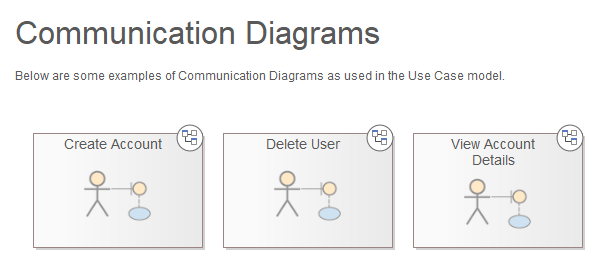 Communication Diagrams
Below are some examples of Communication Diagrams as used in the Use Case model.
Create Account
Delete User
View Account
Details